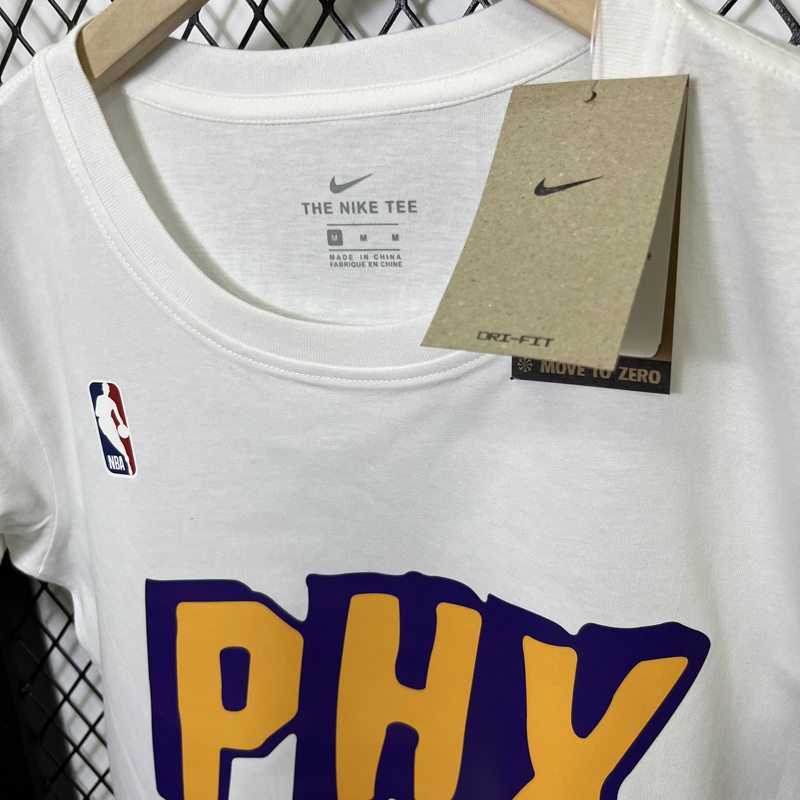 THE NIKE TEE
M M M
MADE IN CHINA
FABRIQUE EN CHINE
DRI-FIT
MOVE TO ZERO
NBA
PHX